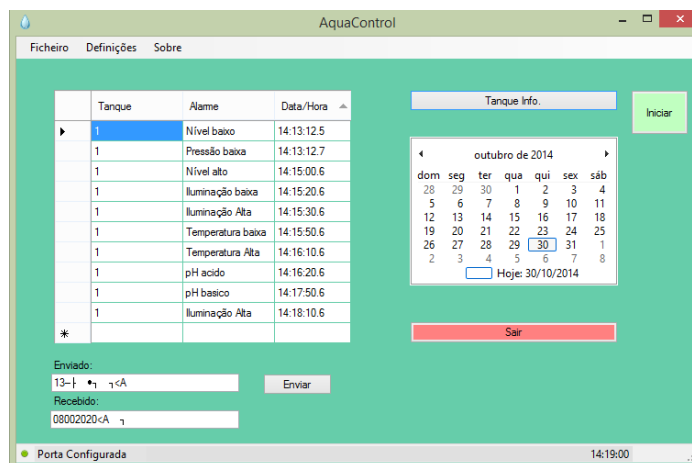 AquaControl
Ficheiro Definições Sobre
Tanque Alarme Data/Hora
1 Nível baixo 14:13:12.5
1 Pressão baixa 14:13:12.7
1 Nível alto 14:15:00.6
1 Iluminação baixa 14:15:20.6
1 Iluminação Alta 14:15:30.6
1 Temperatura baixa 14:15:50.6
1 Temperatura Alta 14:16:10.6
1 pH acido 14:16:20.6
1 pH basico 14:17:50.6
1 Iluminação Alta 14:18:10.6
Tanque Info.
Iniciar
outubro de 2014
dom seg ter qua qui sex sáb
28 29 30 1 2 3 4
5 6 7 8 9 10 11
12 13 14 15 16 17 18
19 20 21 22 23 24 25
26 27 28 29 30 31 1
2 3 4 5 6 7 8
Hoje: 30/10/2014
Sair
Enviado:
13–├ •┐ ┐<A
Enviar
Recebido:
08002020<A ┐
Porta Configurada 14:19:00